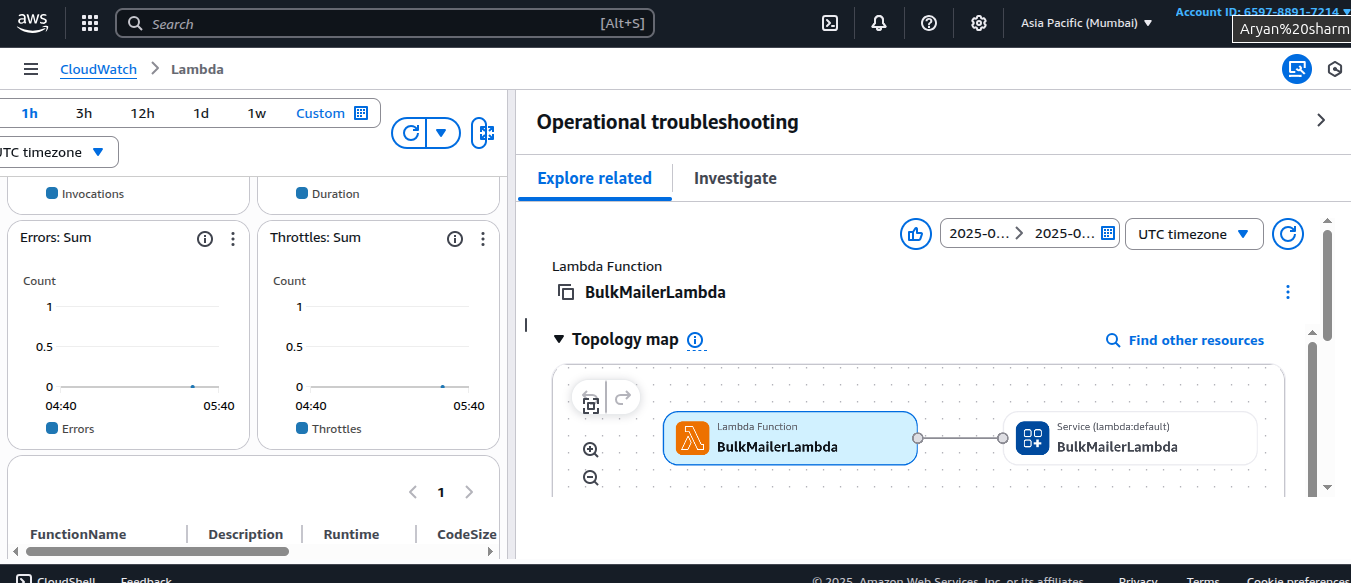 aws
Search [Alt+S]
Asia Pacific (Mumbai)
Account ID: 6597-8891-7214
Aryan%20sharm
CloudWatch > Lambda
1h 3h 12h 1d 1w Custom
UTC timezone
Invocations
Duration
Errors: Sum
Count
1
0.5
0
04:40 05:40
Errors
Throttles: Sum
Count
1
0.5
0
04:40 05:40
Throttles
1
FunctionName Description Runtime CodeSize
Operational troubleshooting
Explore related Investigate
2025-0... > 2025-0...
UTC timezone
Lambda Function
BulkMailerLambda
Topology map
Find other resources
Lambda Function
BulkMailerLambda
Service (lambda:default)
BulkMailerLambda
CloudShell Feedback © 2025, Amazon Web Services, Inc. or its affiliates. Privacy Terms Cookie preferences